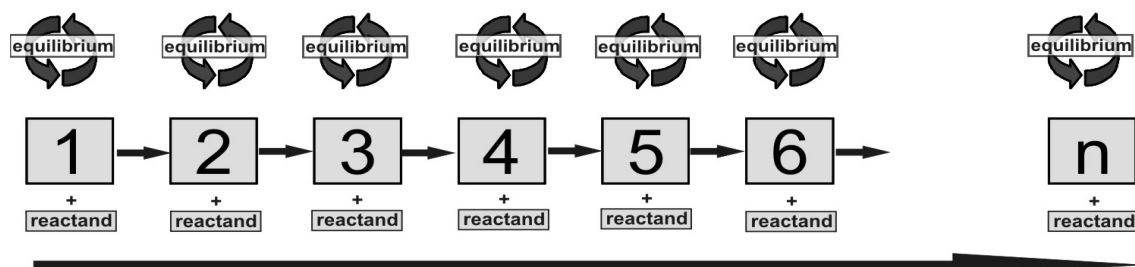 equilibrium equilibrium equilibrium equilibrium equilibrium equilibrium equilibrium
1 2 3 4 5 6 n
+ + + + + + +
reactand reactand reactand reactand reactand reactand reactand